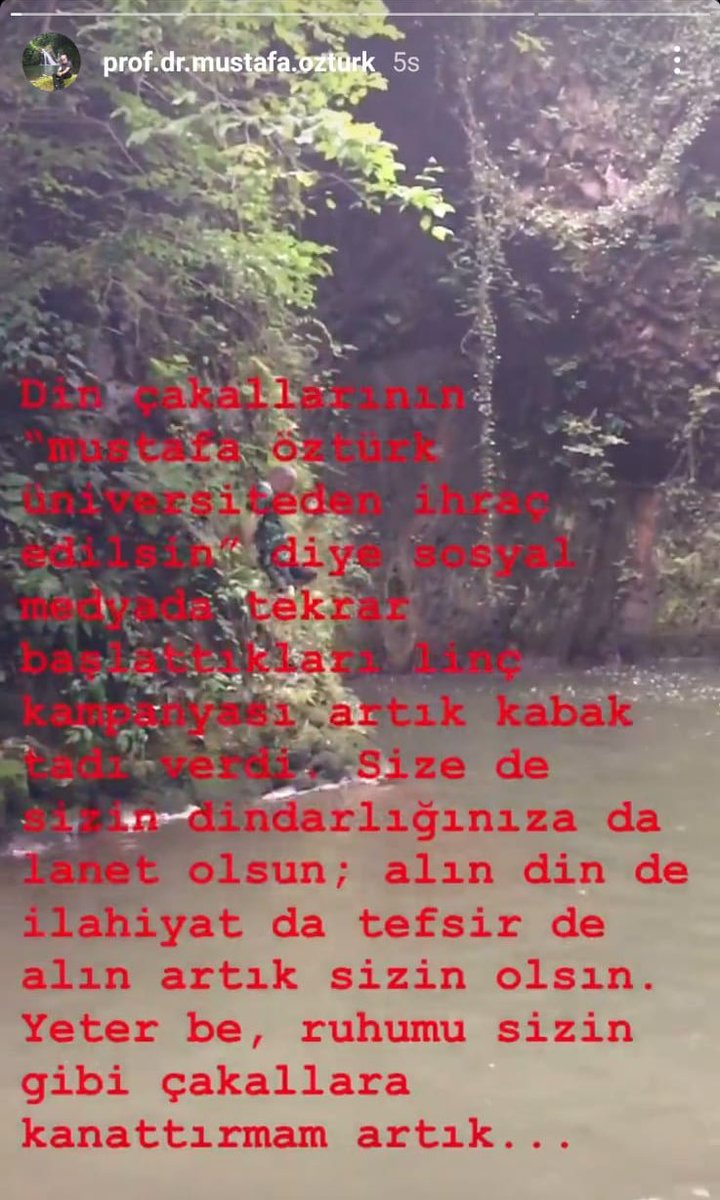 prof.dr.mustafa.ozturk 5s
Din çakallarının
"mustafa öztürk
üniversiteden ihraç
edilsin" diye sosyal
medyada tekrar
başlattıkları linç
kampanyası artık kabak
tadı verdi. Size de
sizin dindarlığınıza da
lanet olsun; alın din de
ilahiyat da tefsir de
alın artık sizin olsın.
Yeter be, ruhumu sizin
gibi çakallara
kanattırmam artık...